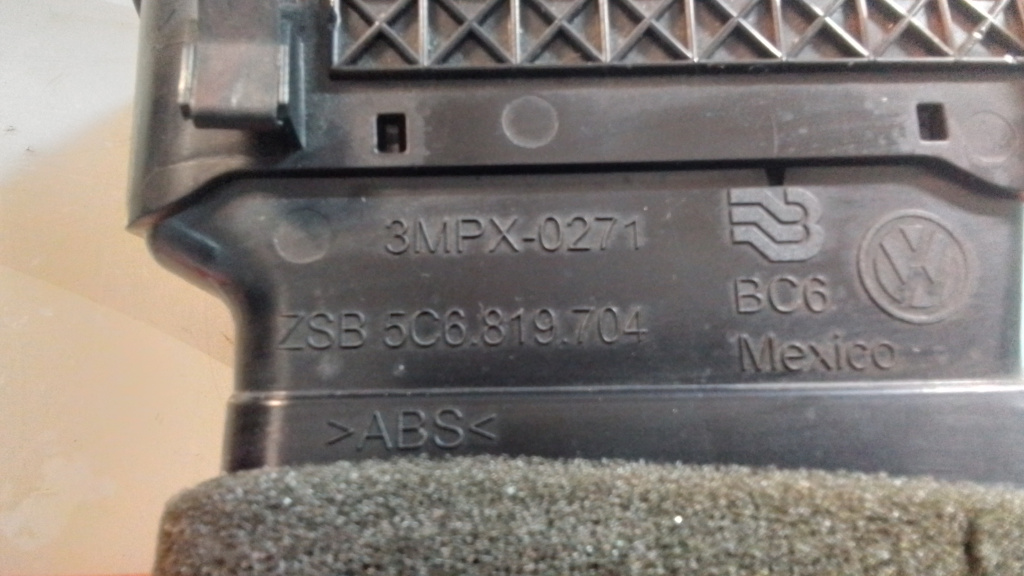 3MPX-0271
BC6
ZSB 5C6.819.704
Mexico
>ABS<